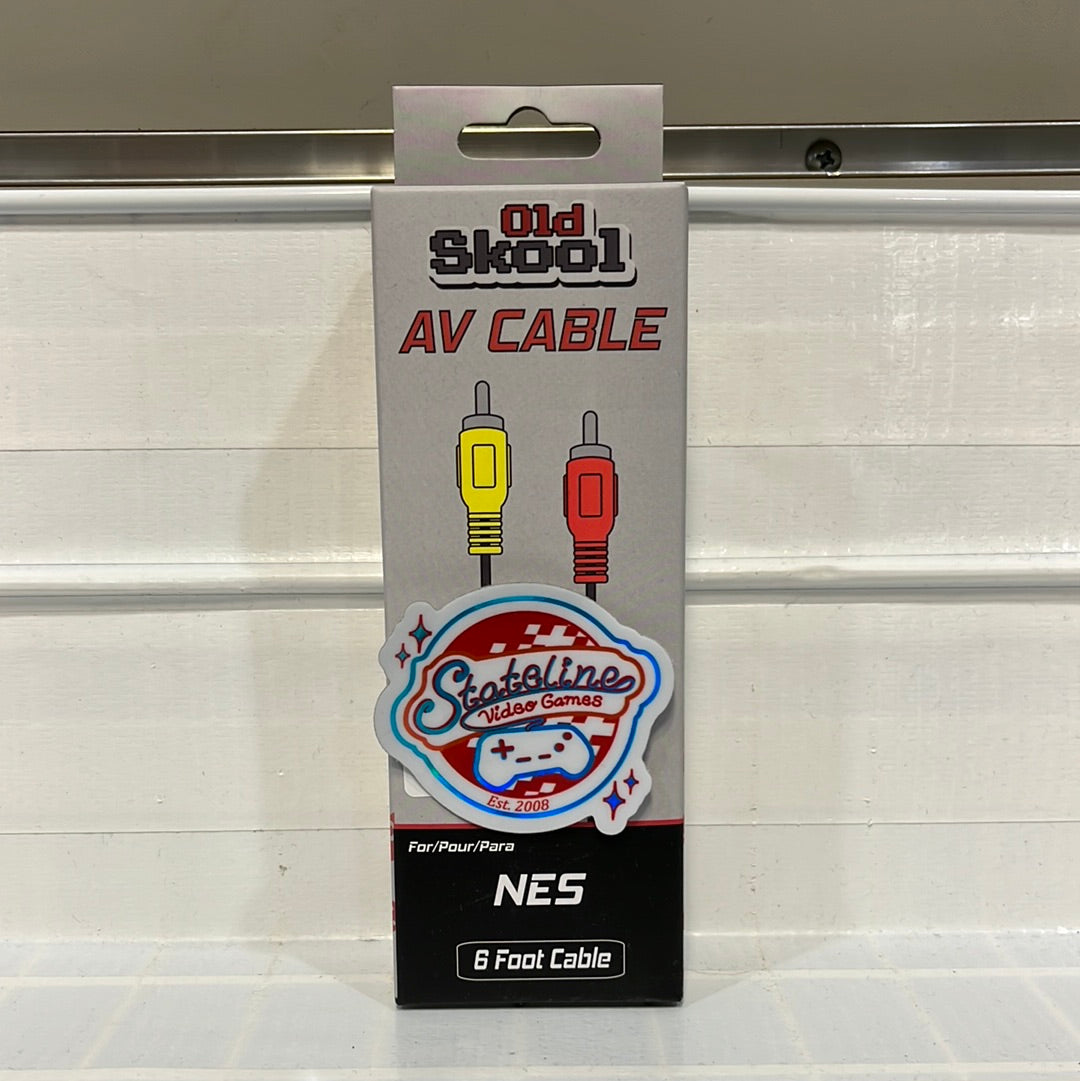 Old
Skool
AV CABLE
Stateline
Video Games
Est. 2008
For/Pour/Para
NES
6 Foot Cable